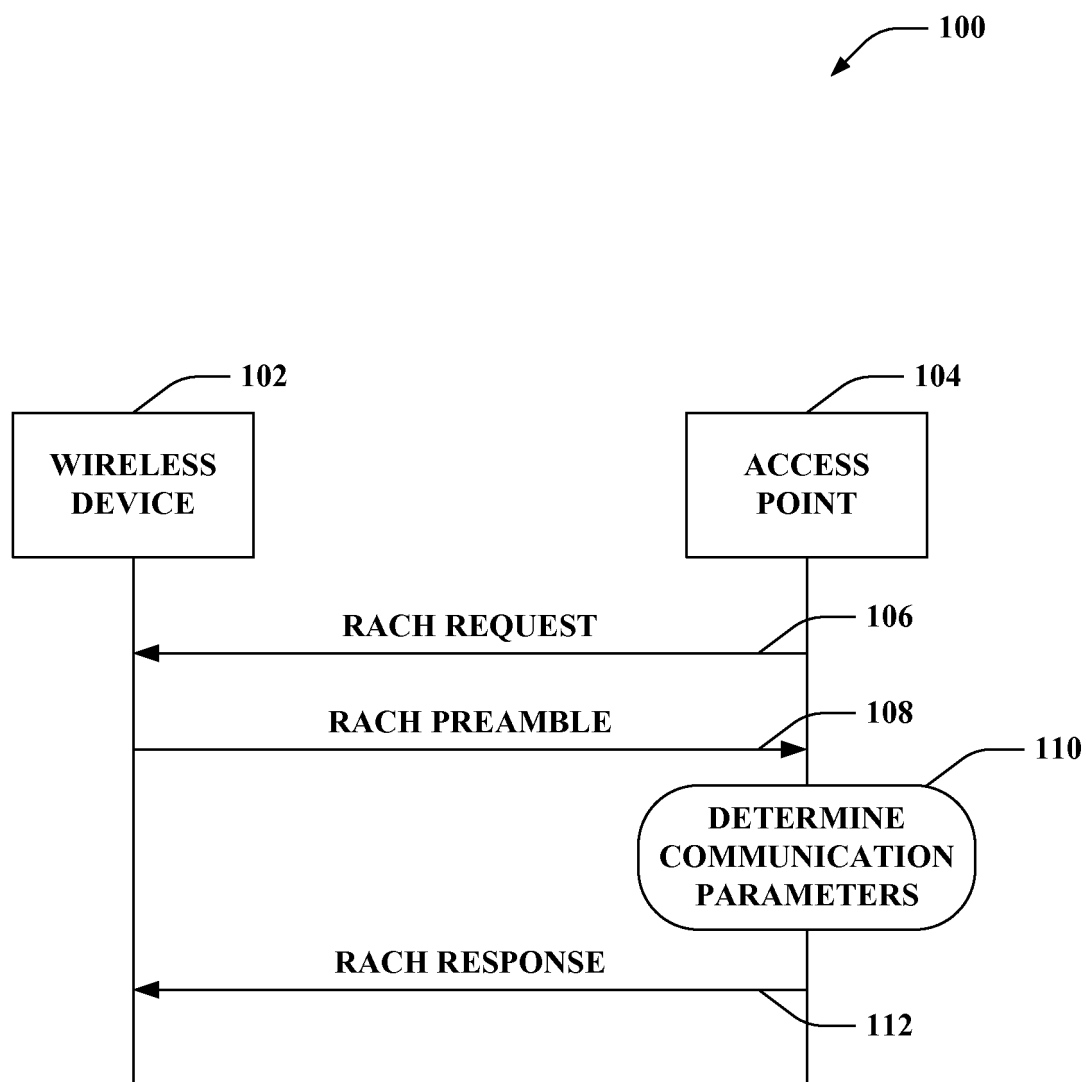 100
102
104
WIRELESS
DEVICE
ACCESS
POINT
RACH REQUEST
106
RACH PREAMBLE
108
110
DETERMINE
COMMUNICATION
PARAMETERS
RACH RESPONSE
112